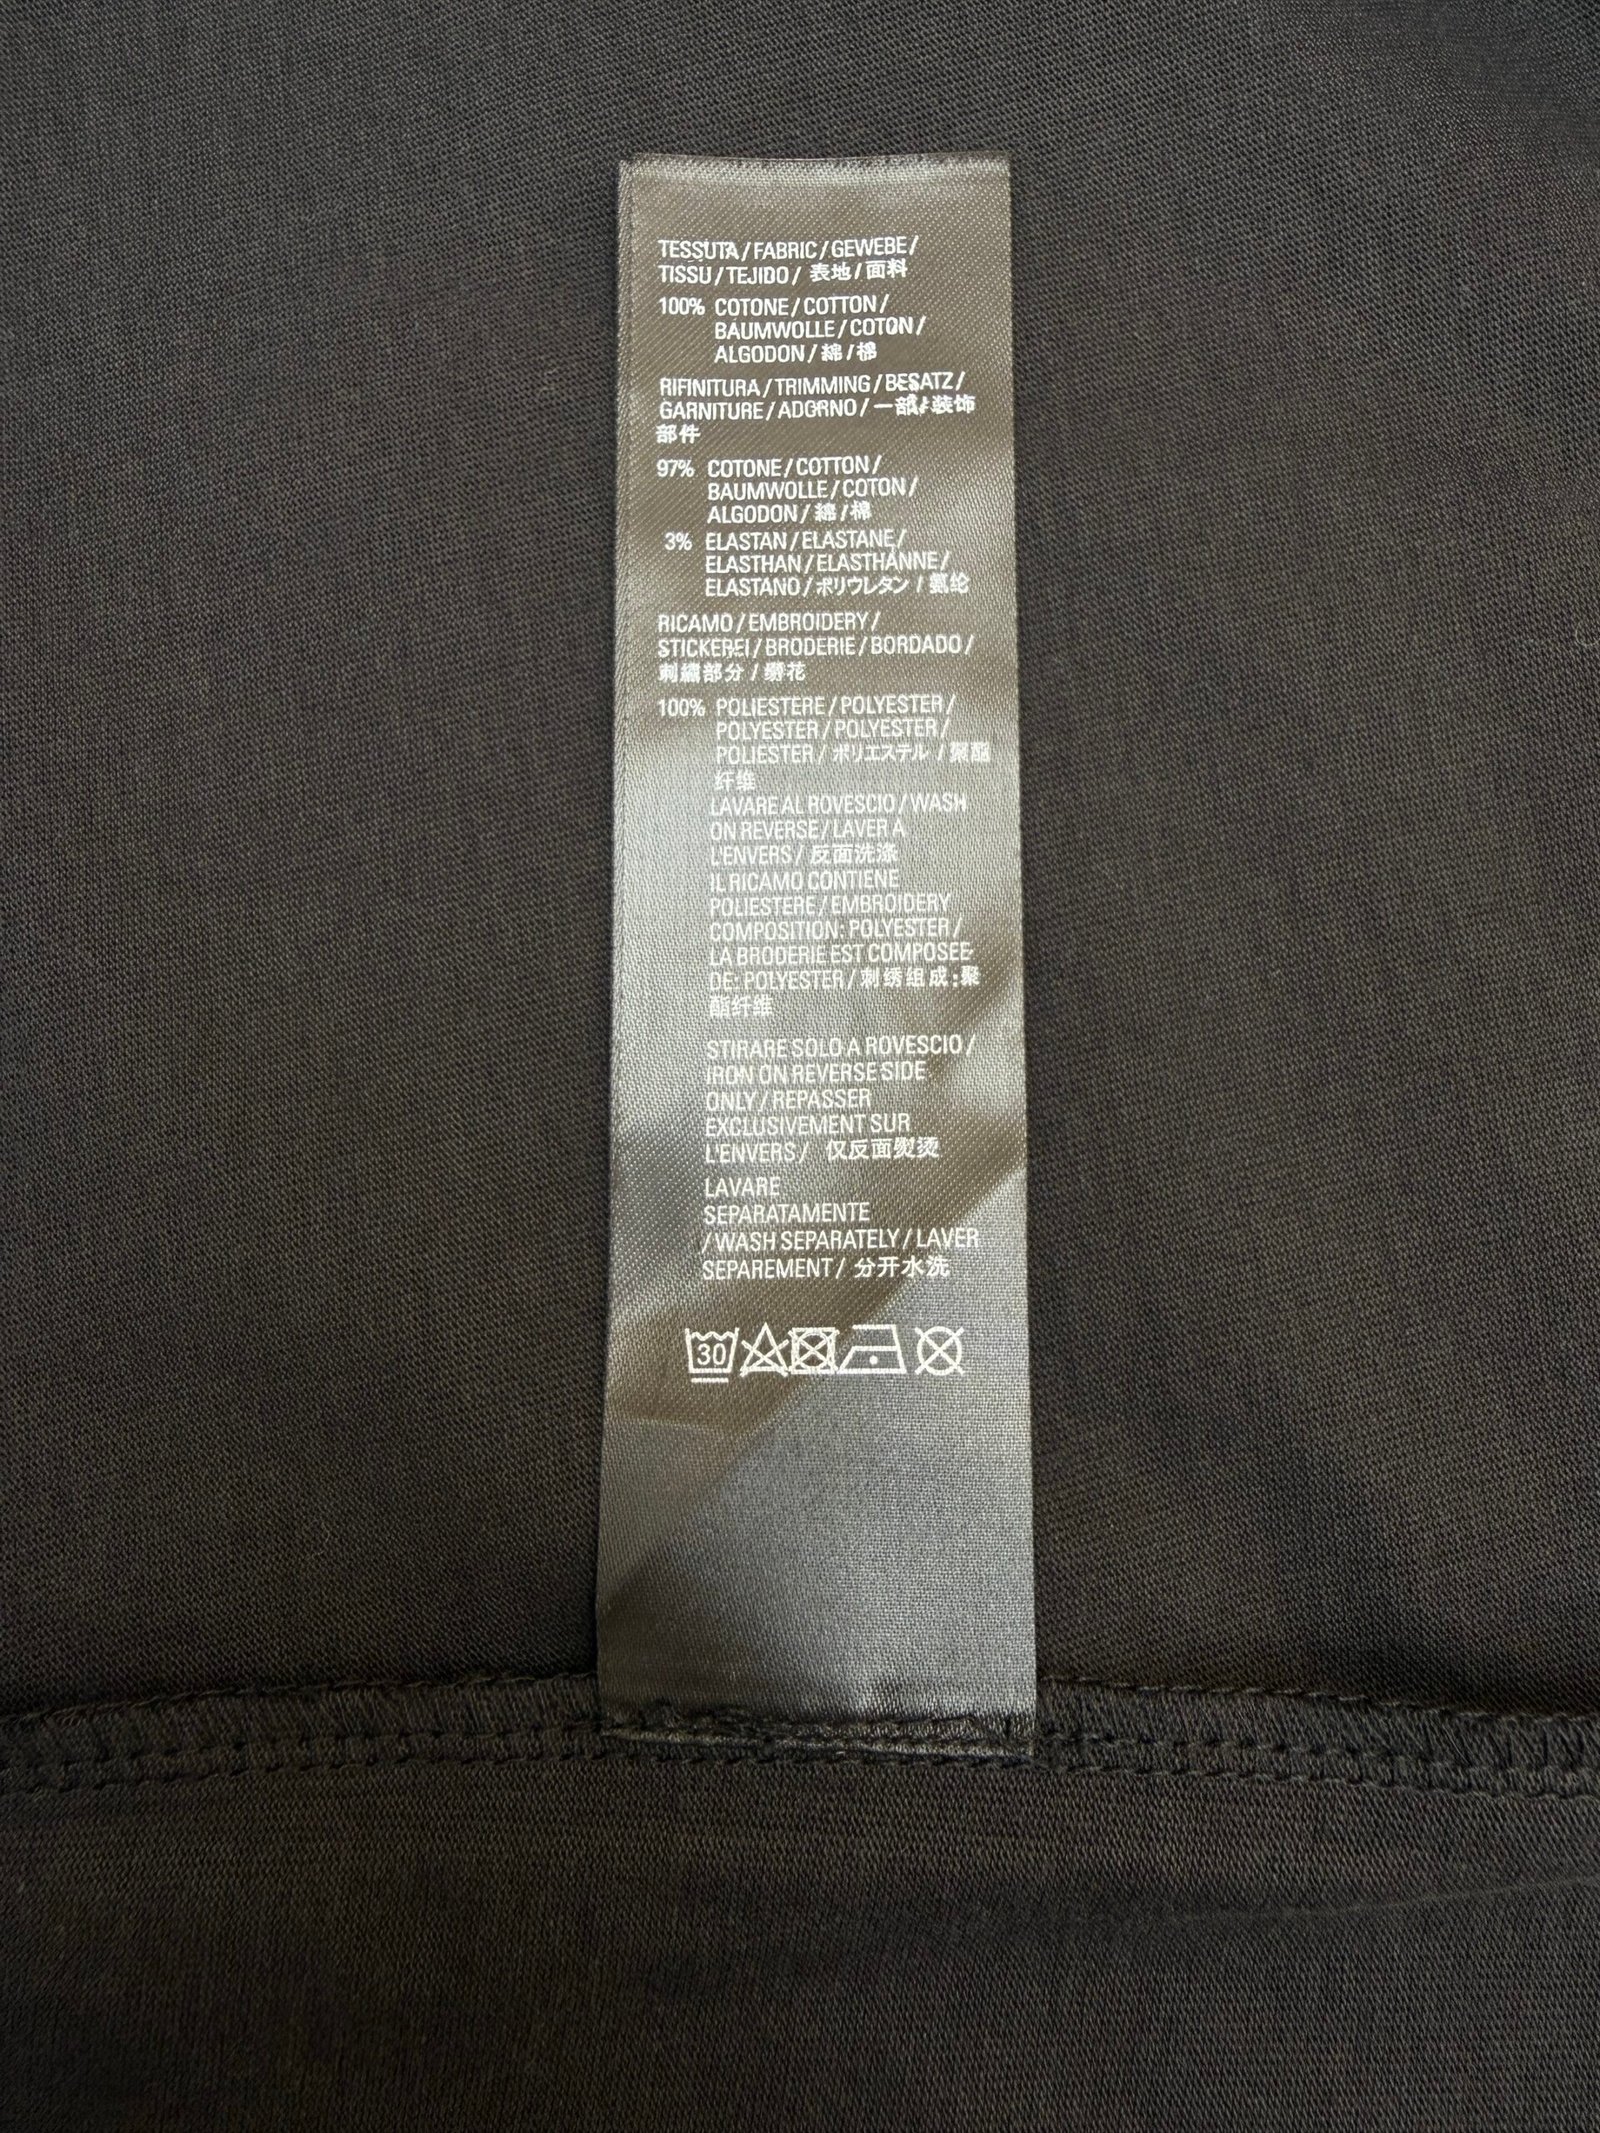 TESSUTA/FABRIC/GEWEBE/
TISSU/TEJIDO/ 表地/面料
100% COTONE/COTTON/
BAUMWOLLE/COTON/
ALGODON/綿/棉
RIFINITURA/TRIMMING/BESATZ/
GARNITURE/ADORNO/一部/装饰
部件
97% COTONE/COTTON/
BAUMWOLLE/COTON/
ALGODON/綿/棉
3% ELASTAN/ELASTANE/
ELASTHAN/ELASTHANNE/
ELASTANO/ポリウレタン/氨纶
RICAMO/EMBROIDERY/
STICKEREI/BRODERIE/BORDADO/
刺繍部分/绣花
100% POLIESTERE/POLYESTER/
POLYESTER/POLYESTER/
POLIESTER/ポリエステル/聚酯
纤维
LAVARE AL ROVESCIO/WASH
ON REVERSE/LAVER A
L'ENVERS/反面洗涤
IL RICAMO CONTIENE
POLIESTERE/EMBROIDERY
COMPOSITION: POLYESTER/
LA BRODERIE EST COMPOSEE
DE: POLYESTER/刺绣组成:聚
酯纤维
STIRARE SOLO A ROVESCIO/
IRON ON REVERSE SIDE
ONLY/REPASSER
EXCLUSIVEMENT SUR
L'ENVERS/ 仅反面熨烫
LAVARE
SEPARATAMENTE
/WASH SEPARATELY/LAVER
SEPAREMENT/ 分开水洗
30